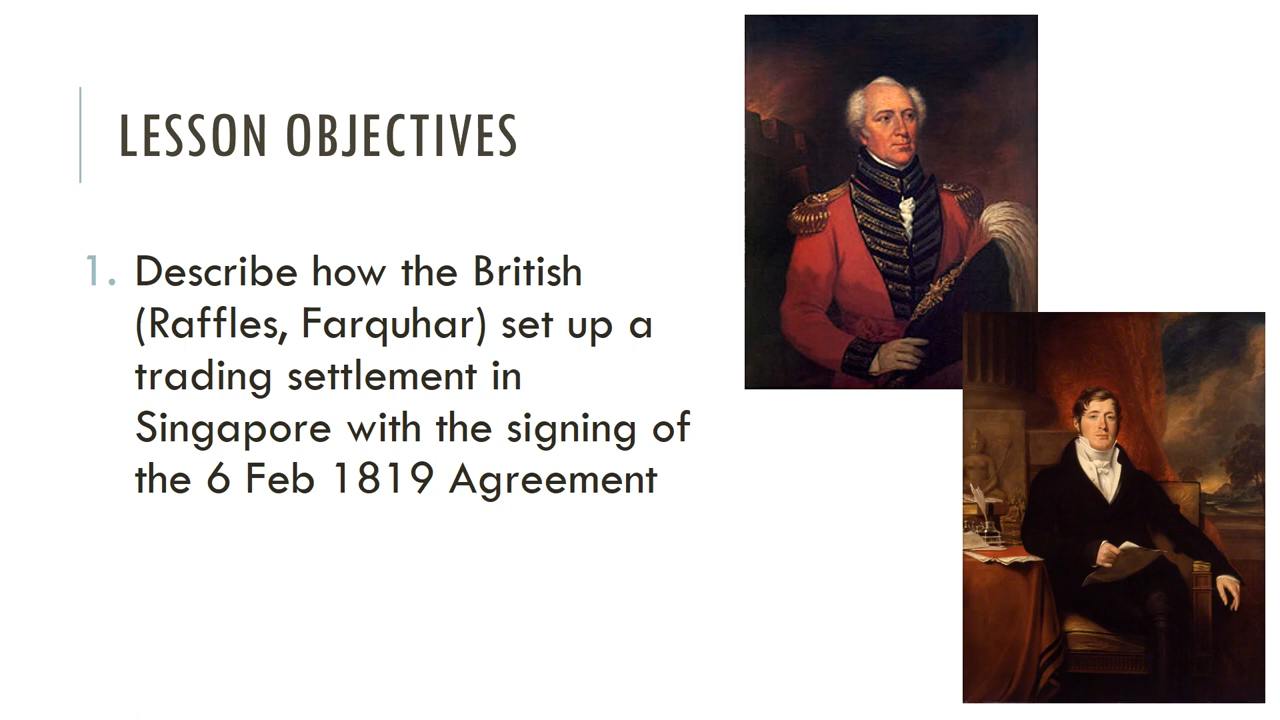 LESSON OBJECTIVES
1. Describe how the British
(Raffles, Farquhar) set up a
trading settlement in
Singapore with the signing of
the 6 Feb 1819 Agreement